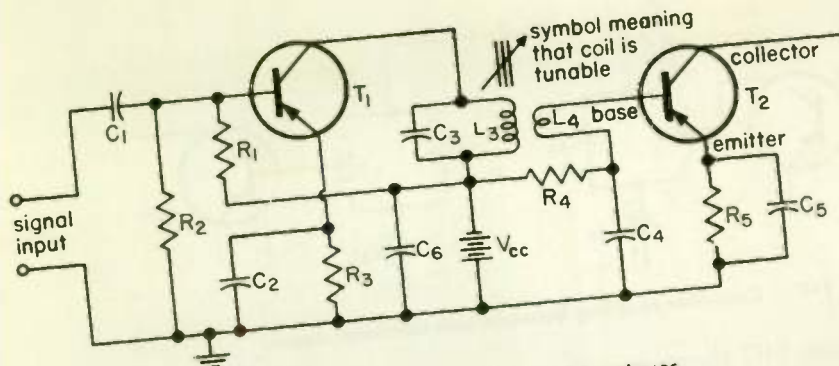 symbol meaning
that coil is
tunable
collector
T1
T2
C1
R1
C3
L3
L4
base
emitter
signal
input
R2
R4
C2
R3
C6
Vcc
C4
R5
C5